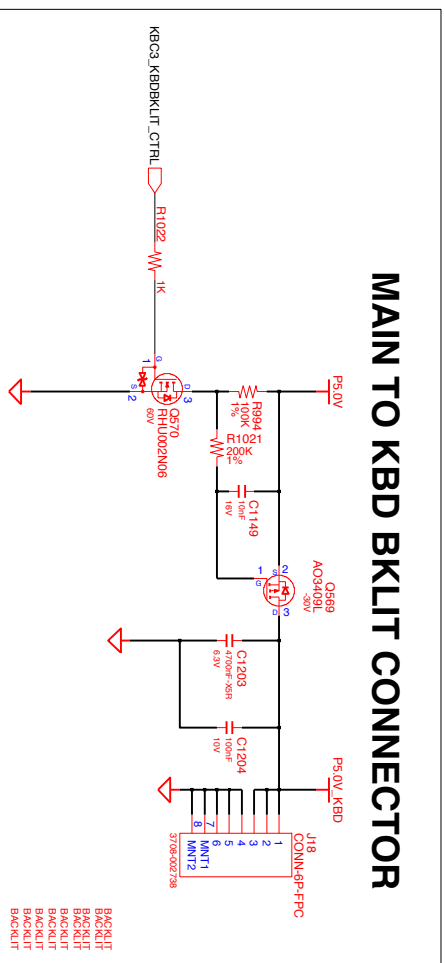 MAIN TO KBD BKLIT CONNECTOR
KBC3_KBDBKLIT_CTRL
R1022
1K
G
1
D
3
S
2
Q570
RHU002N06
60V
P5.0V
R994
100K
1%
R1021
200K
1%
C1149
10nF
16V
Q569
AO3409L
-30V
2
S
1
G
D
3
C1203
4700nF-X5R
6.3V
C1204
100nF
10V
P5.0V_KBD
J18
CONN-6P-FPC
1
2
3
4
5
6
7
MNT1
8
MNT2
3708-002738
BACKLIT
BACKLIT
BACKLIT
BACKLIT
BACKLIT
BACKLIT
BACKLIT
BACKLIT